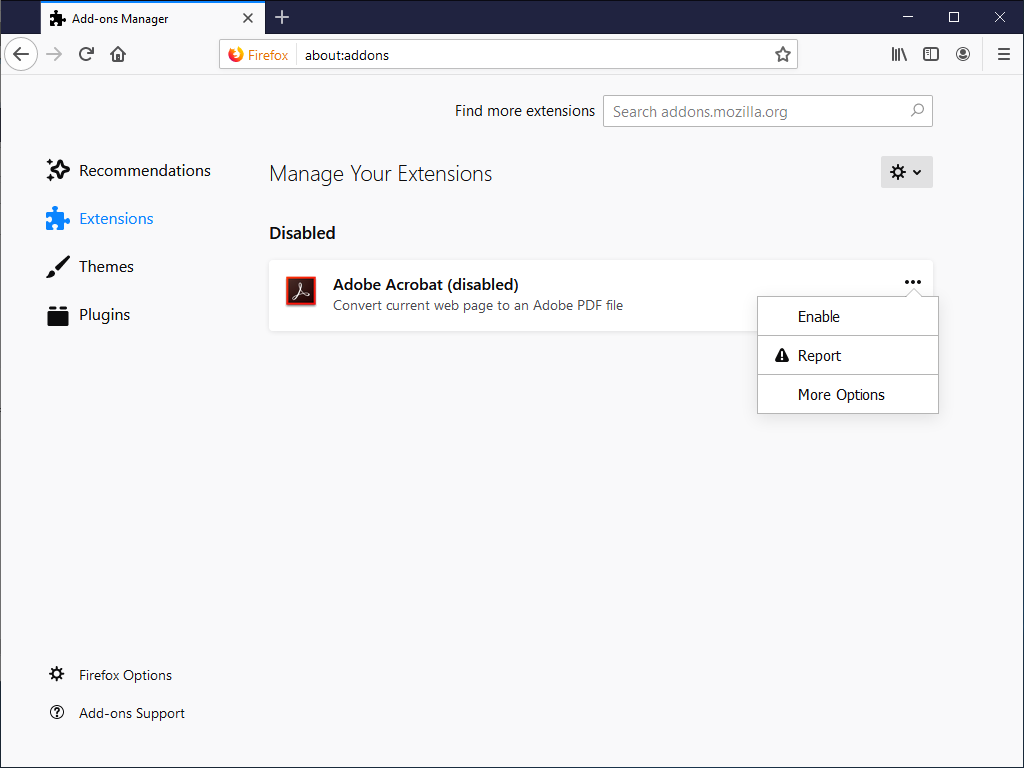 Add-ons Manager
Firefox about:addons
Find more extensions Search addons.mozilla.org
Recommendations
Extensions
Themes
Plugins
Manage Your Extensions
Disabled
Adobe Acrobat (disabled)
Convert current web page to an Adobe PDF file
Enable
Report
More Options
Firefox Options
Add-ons Support